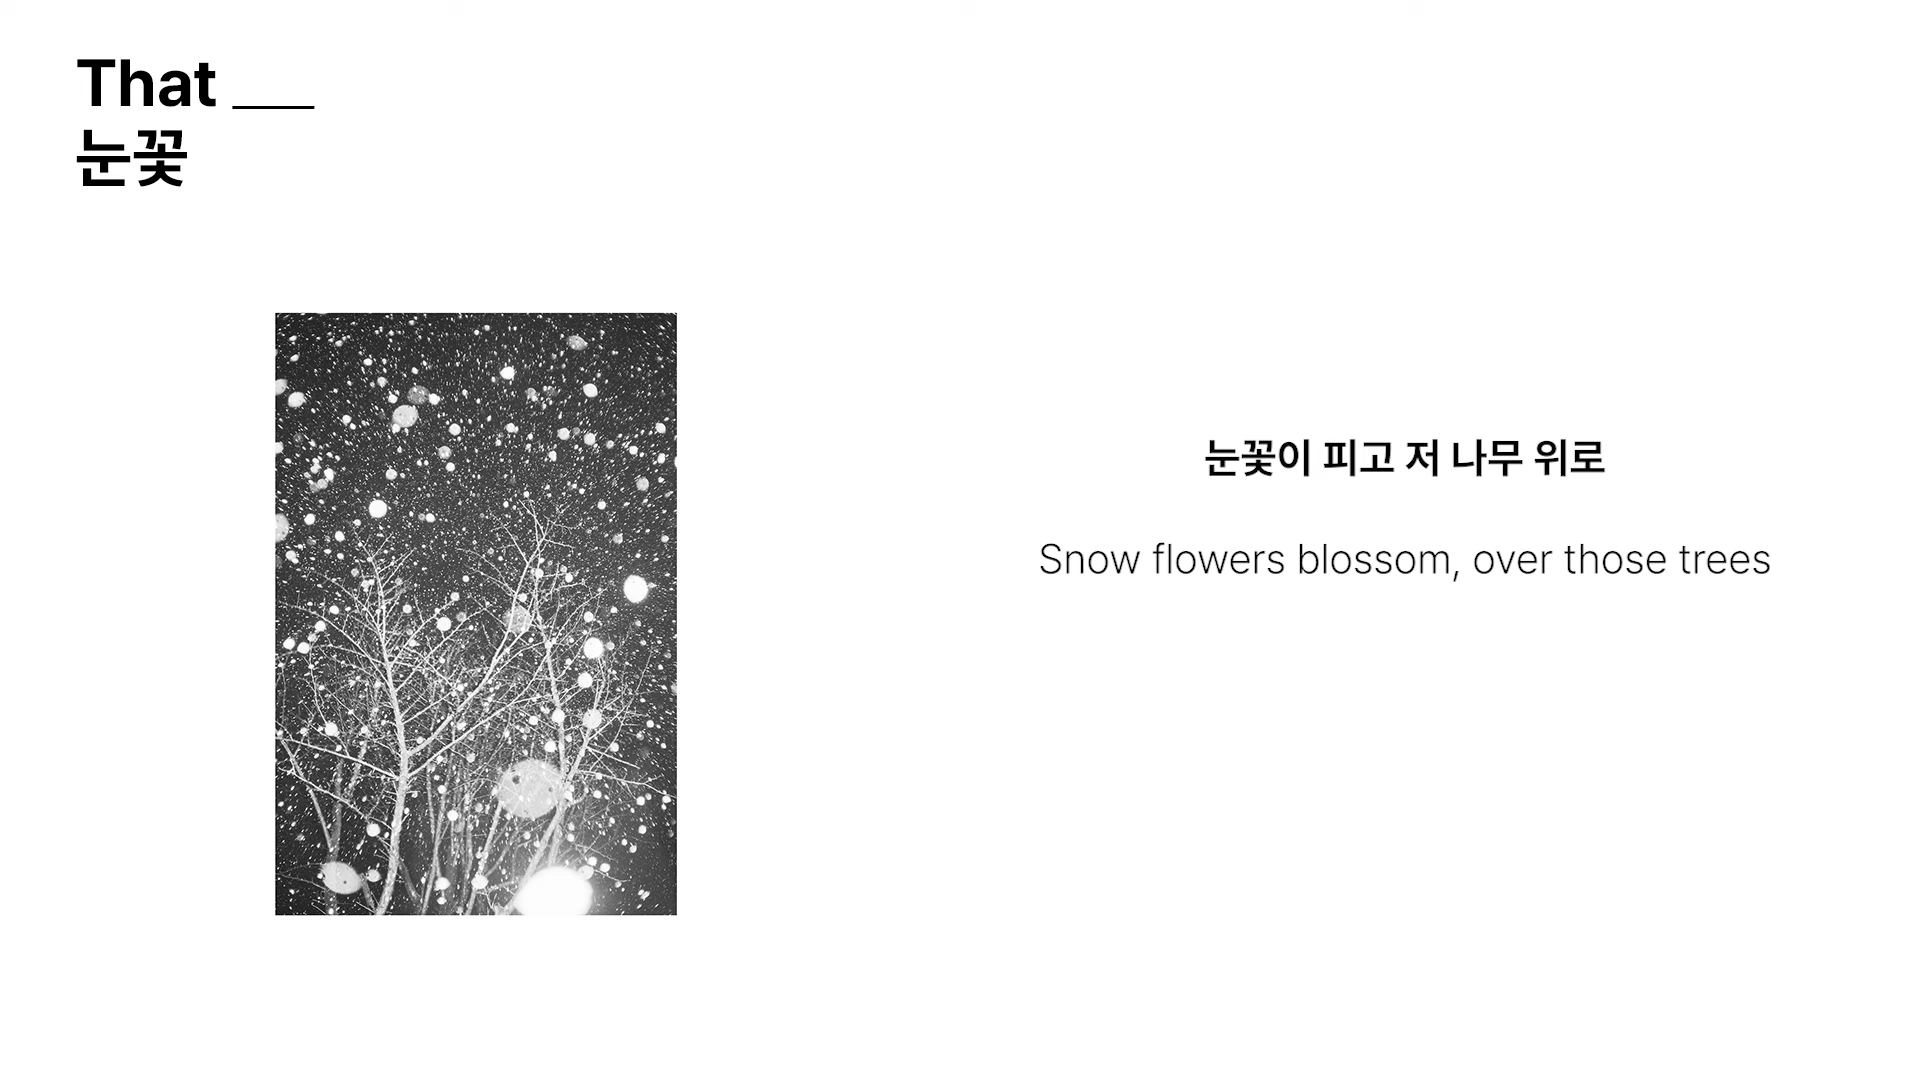 That ___
눈꽃
눈꽃이 피고 저 나무 위로
Snow flowers blossom, over those trees